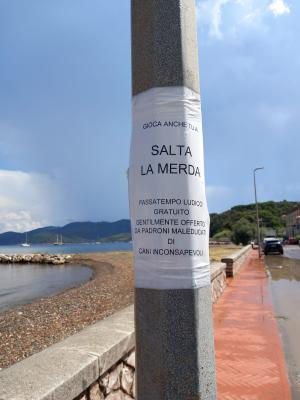 GIOCA ANCHE TU A
SALTA
LA MERDA
PASSATEMPO LUDICO
GRATUITO
GENTILMENTE OFFERTO
DA PADRONI MALEDUCATI
DI
CANI INCONSAPEVOLI